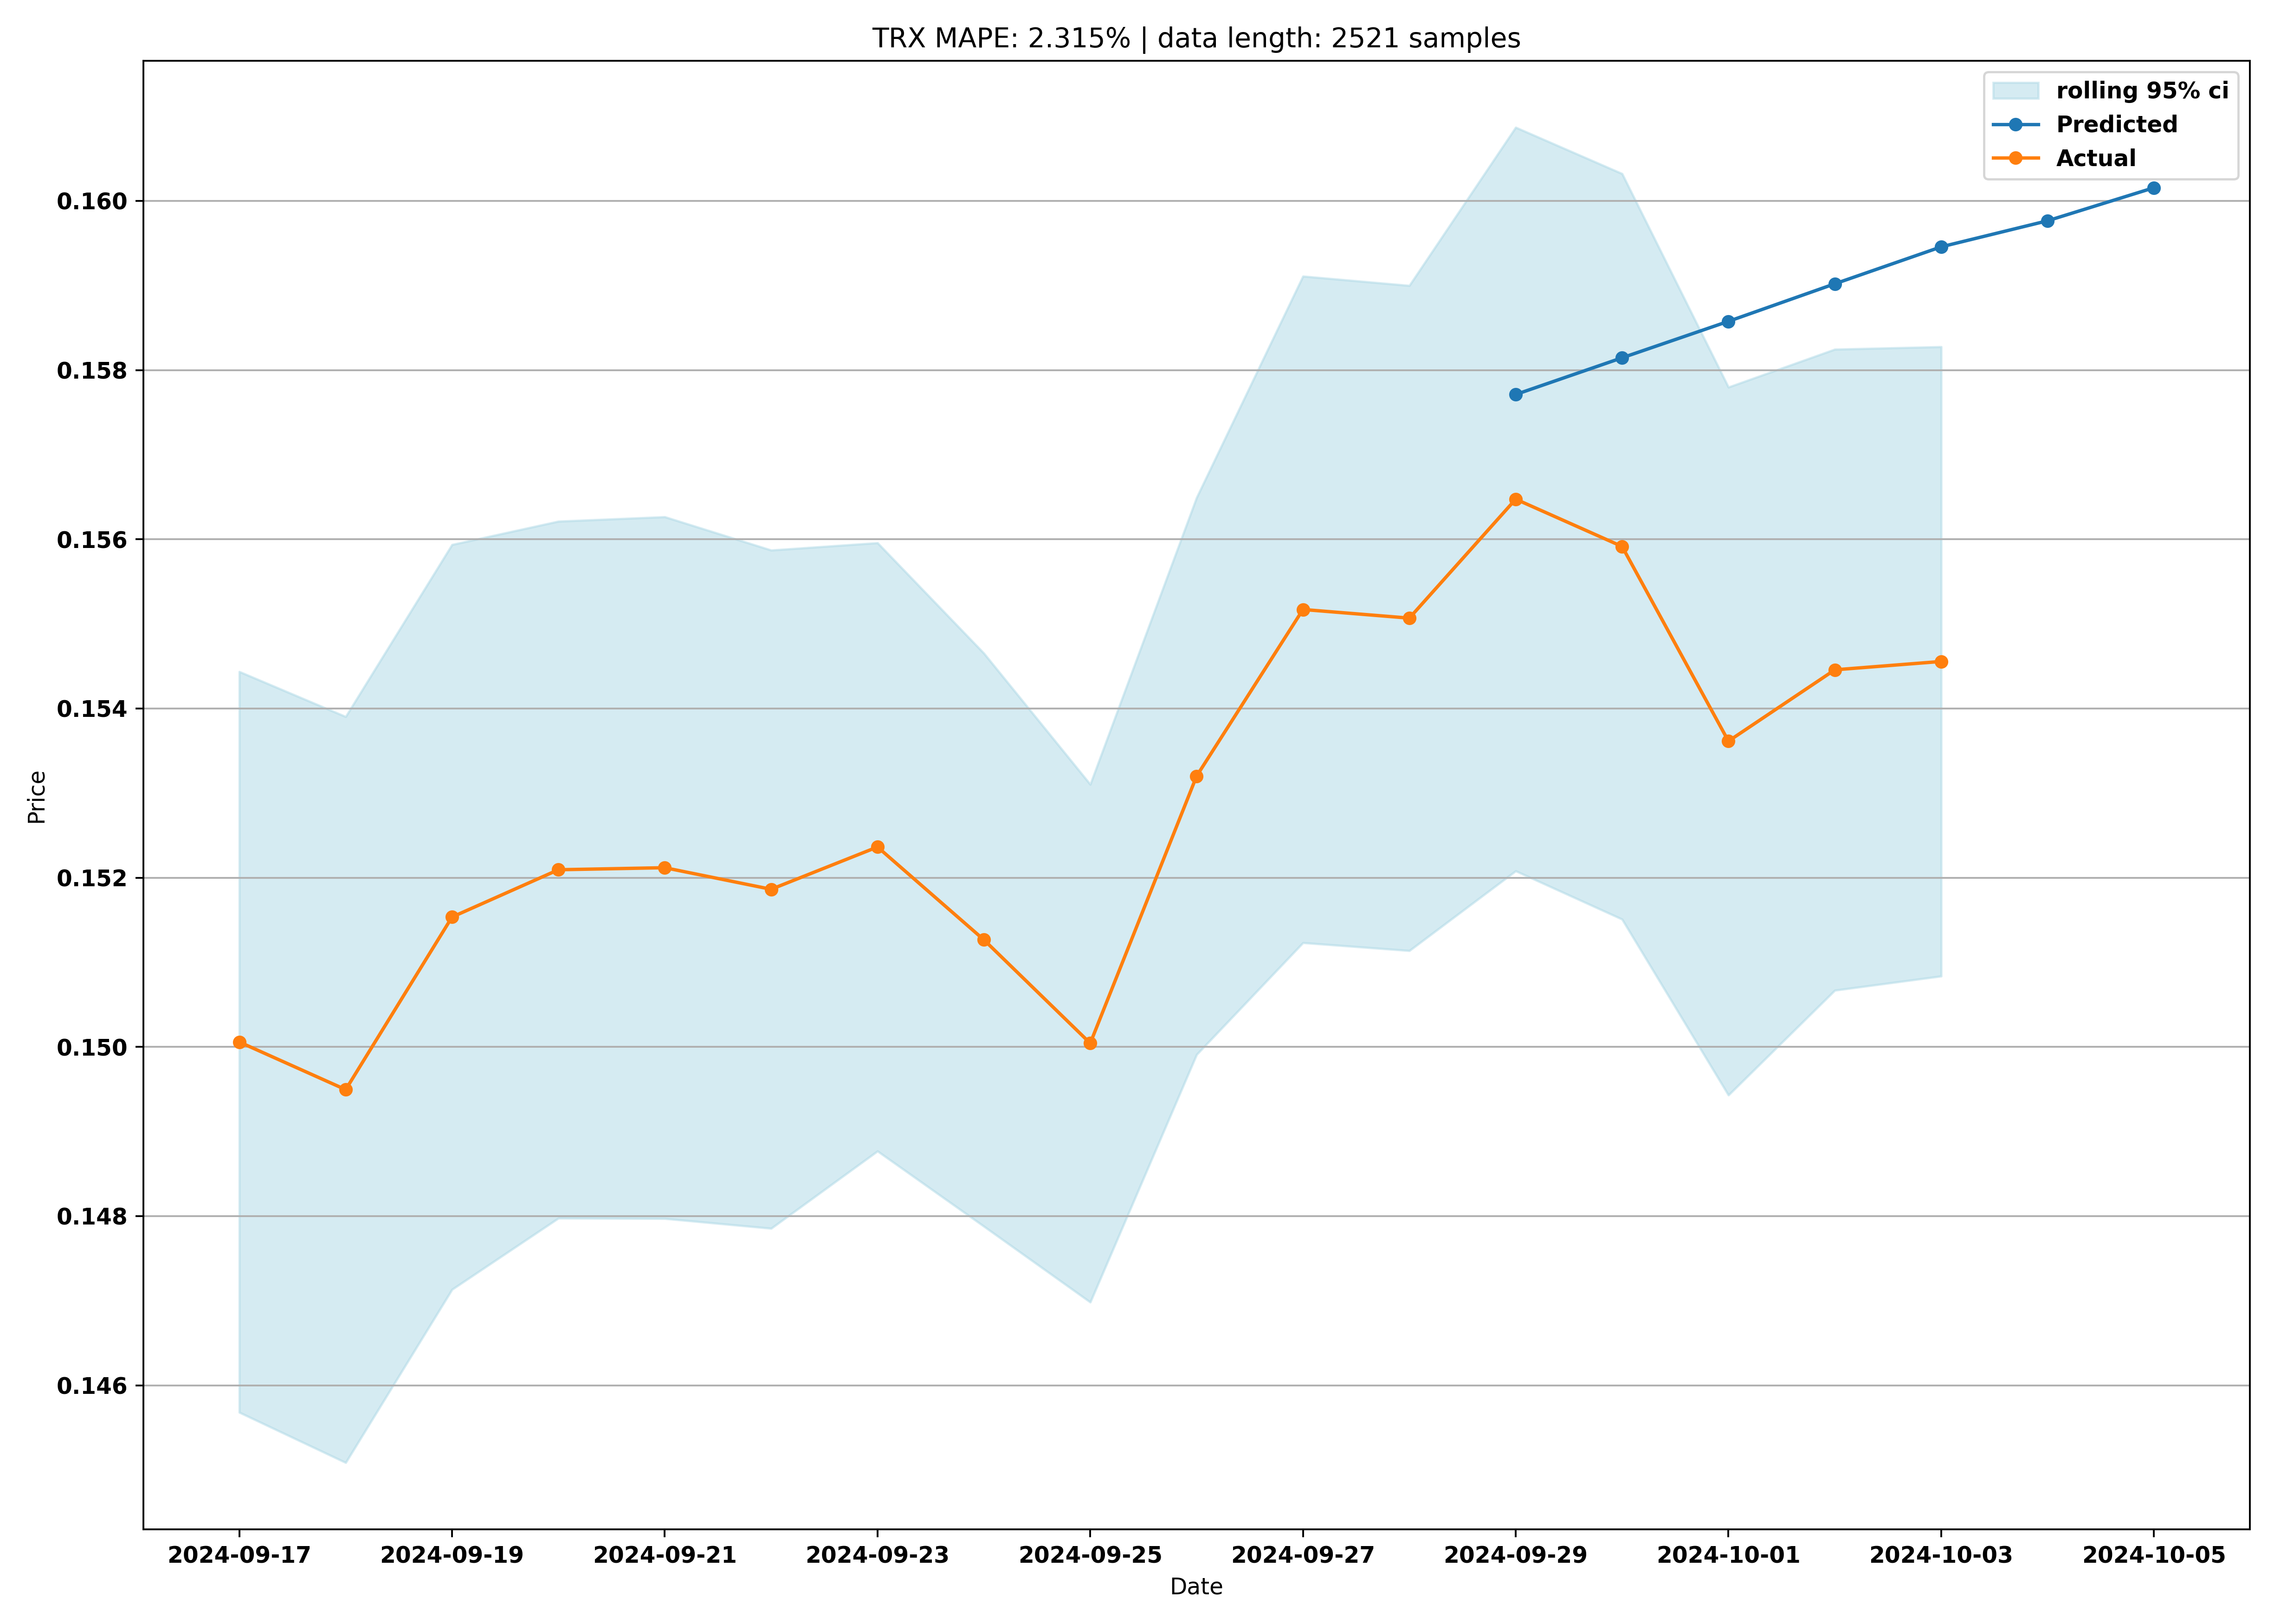 TRX MAPE: 2.315% | data length: 2521 samples
rolling 95% ci
Predicted
Actual
0.160
0.158
0.156
0.154
0.152
0.150
0.148
0.146
Price
2024-09-17 2024-09-19 2024-09-21 2024-09-23 2024-09-25 2024-09-27 2024-09-29 2024-10-01 2024-10-03 2024-10-05
Date